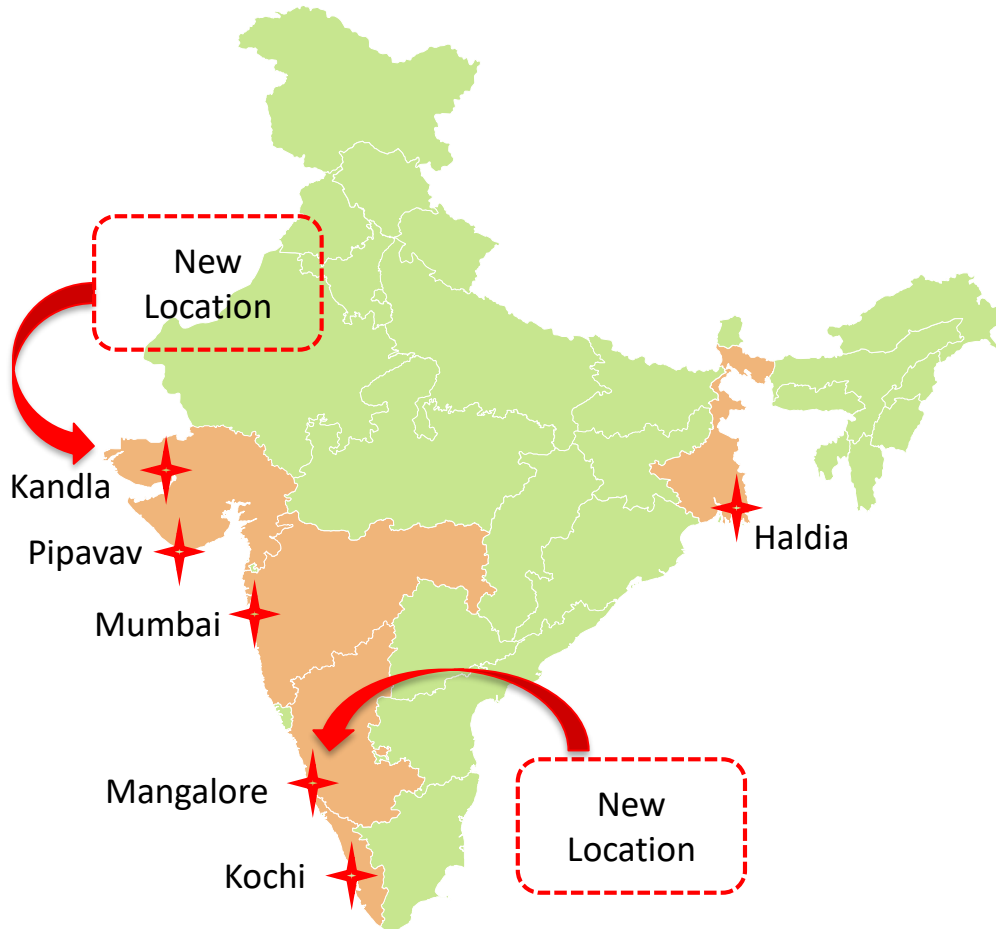 New
Location
Kandla
Pipavav
Haldia
Mumbai
Mangalore
New
Location
Kochi